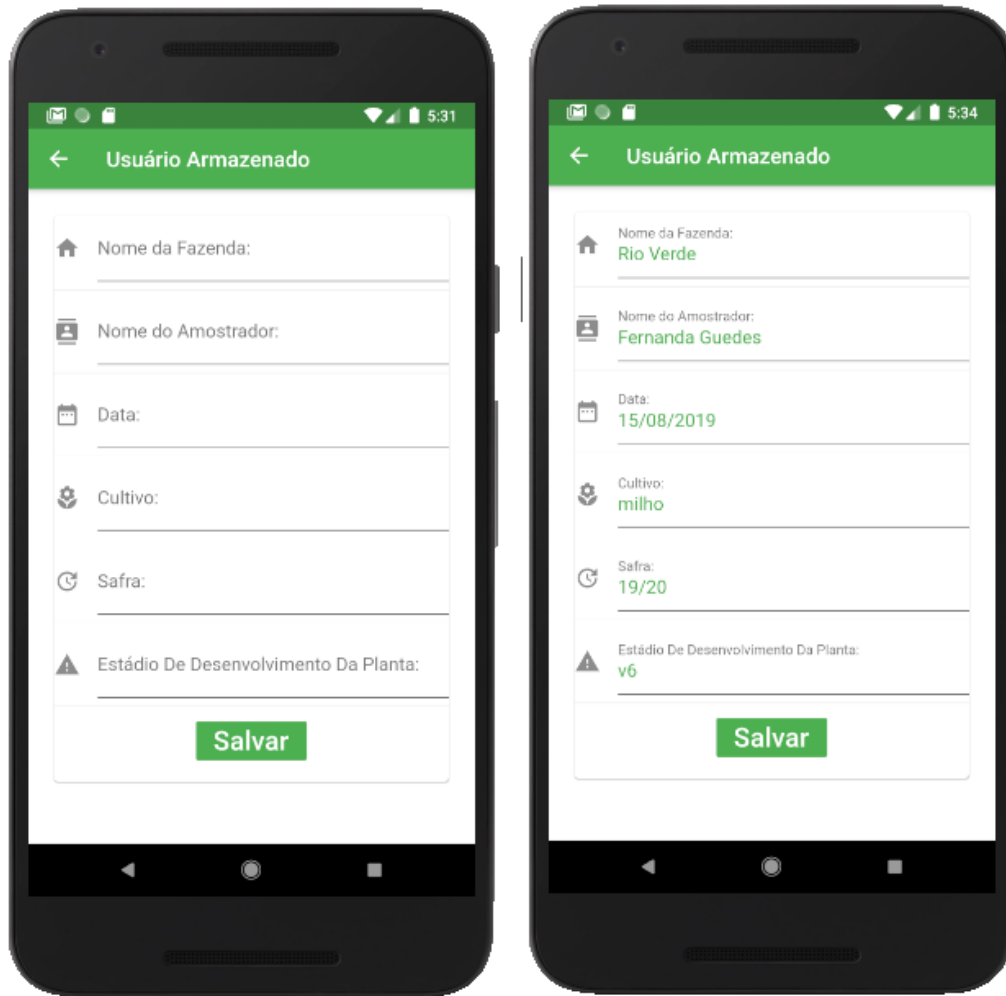 5:31
Usuário Armazenado
Nome da Fazenda:
Nome do Amostrador:
Data:
Cultivo:
Safra:
Estádio De Desenvolvimento Da Planta:
Salvar
5:34
Usuário Armazenado
Nome da Fazenda:
Rio Verde
Nome do Amostrador:
Fernanda Guedes
Data:
15/08/2019
Cultivo:
milho
Safra:
19/20
Estádio De Desenvolvimento Da Planta:
v6
Salvar